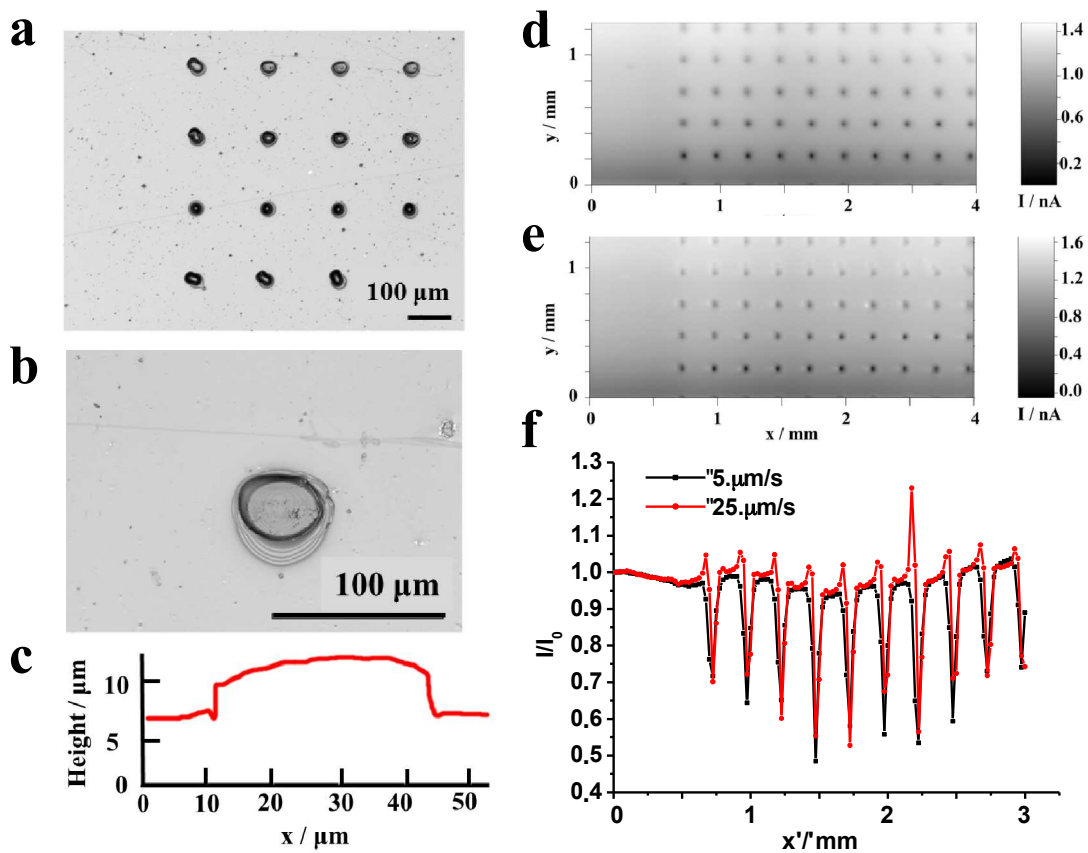 a
100 µm
b
100 µm
c
Height / µm
10
5
0
0 10 20 30 40 50
x / µm
d
y / mm
1
0
0 1 2 4
1.4
1.0
0.6
0.2
I / nA
e
y / mm
1
0
0 1 2 4
x / mm
1.6
1.2
0.8
0.4
0.0
I / nA
f
"5.µm/s
"25.µm/s
I/I0
1.3
1.2
1.1
1.0
0.9
0.8
0.7
0.6
0.5
0.4
0 1 2 3
x'/'mm